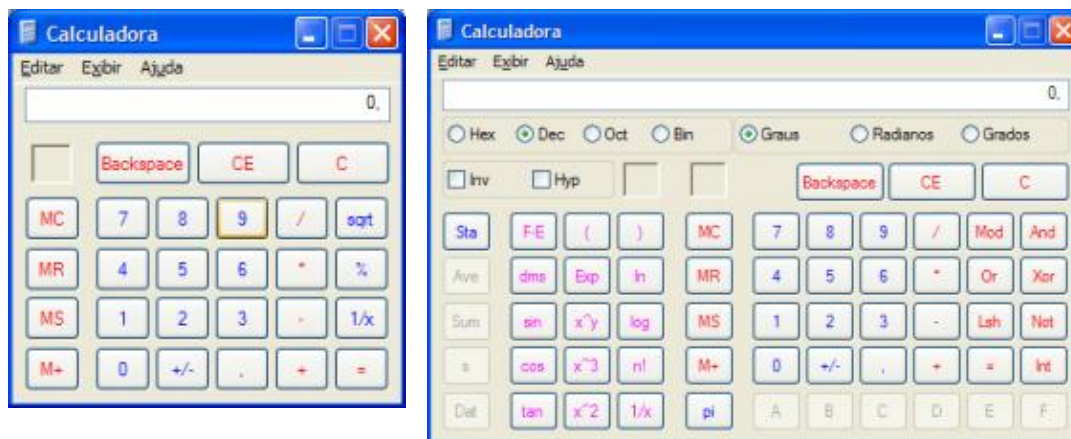 Calculadora
Editar Exibir Ajuda
0,
Backspace CE C
MC 7 8 9 / sqrt
MR 4 5 6 * %
MS 1 2 3 - 1/x
M+ 0 +/- , + =
Calculadora
Editar Exibir Ajuda
0,
Hex Dec Oct Bin Graus Radianos Grados
Inv Hyp Backspace CE C
Sta F-E ( ) MC 7 8 9 / Mod And
Ave dms Exp ln MR 4 5 6 * Or Xor
Sum sin x^y log MS 1 2 3 - Lsh Not
s cos x^3 n! M+ 0 +/- , + = Int
Dat tan x^2 1/x pi A B C D E F